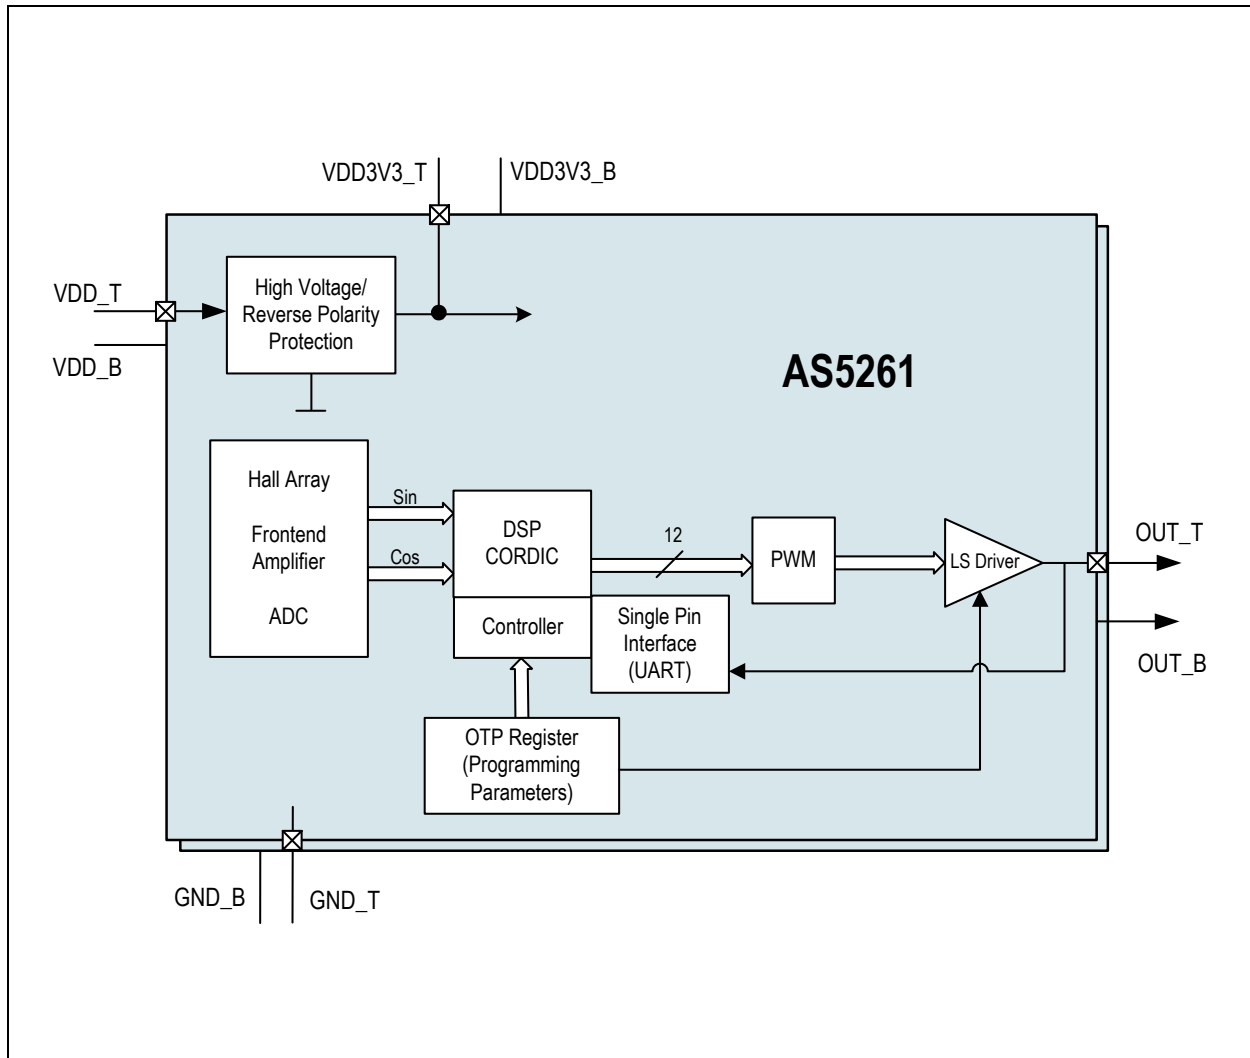 VDD3V3_T
VDD3V3_B
High Voltage/
Reverse Polarity
Protection
VDD_T
VDD_B
AS5261
Hall Array
Frontend
Amplifier
ADC
Sin
Cos
DSP
CORDIC
Controller
12
PWM
LS Driver
OUT_T
OUT_B
Single Pin
Interface
(UART)
OTP Register
(Programming
Parameters)
GND_B
GND_T